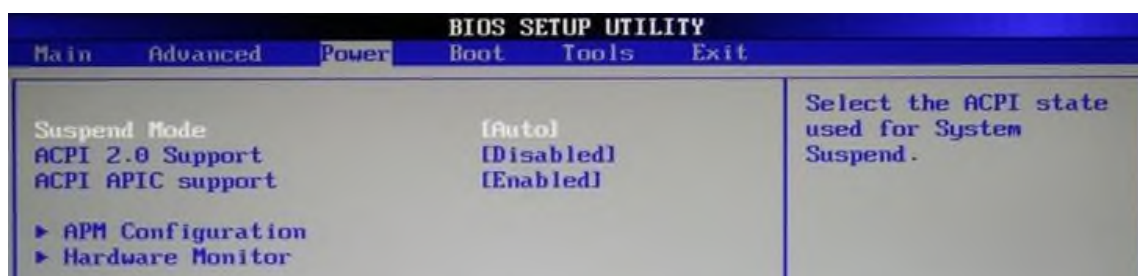 BIOS SETUP UTILITY
Main Advanced Power Boot Tools Exit
Suspend Mode [Auto]
ACPI 2.0 Support [Disabled]
ACPI APIC support [Enabled]
▶ APM Configuration
▶ Hardware Monitor
Select the ACPI state
used for System
Suspend.